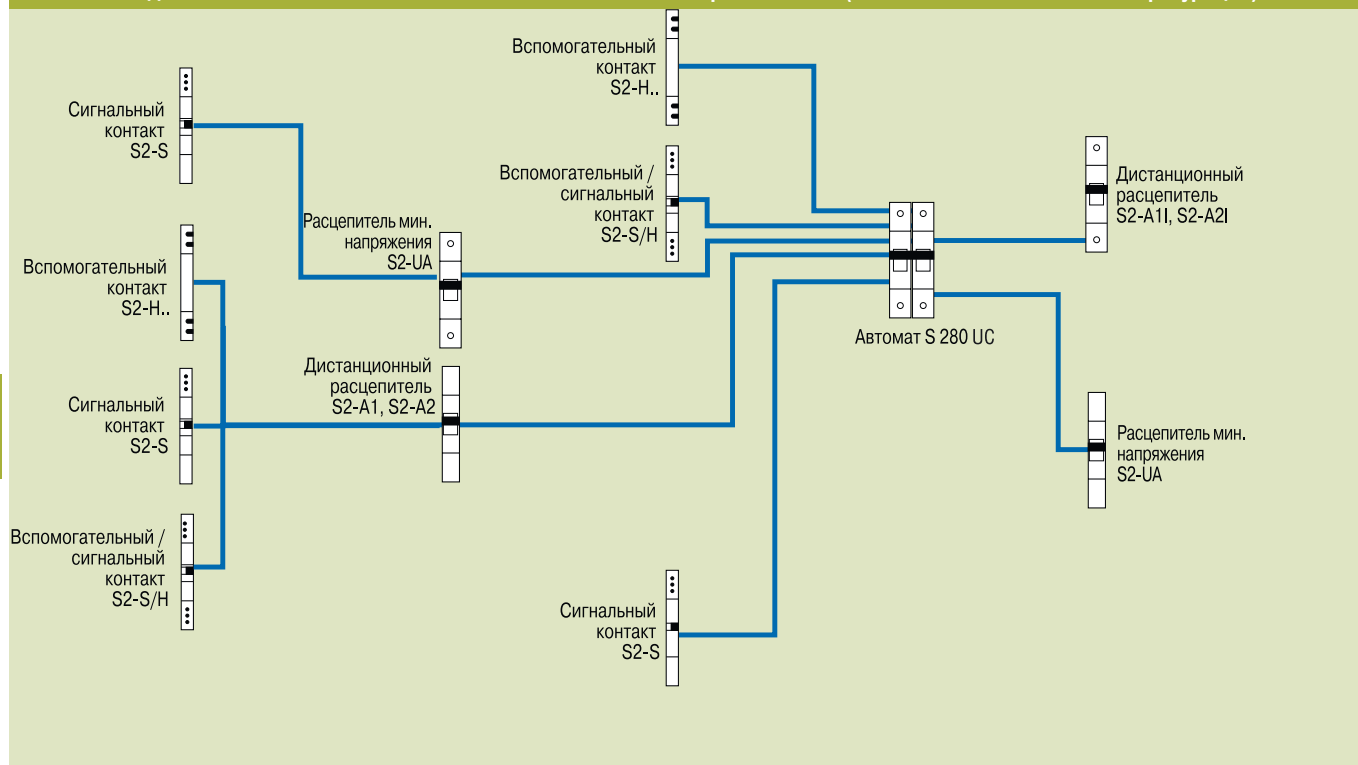 Вспомогательный
контакт
S2-H..
Сигнальный
контакт
S2-S
Вспомогательный /
сигнальный
контакт
S2-S/H
Дистанционный
расцепитель
S2-A1I, S2-A2I
Расцепитель мин.
напряжения
S2-UA
Вспомогательный
контакт
S2-H..
Автомат S 280 UC
Дистанционный
расцепитель
S2-A1, S2-A2
Сигнальный
контакт
S2-S
Расцепитель мин.
напряжения
S2-UA
Вспомогательный /
сигнальный
контакт
S2-S/H
Сигнальный
контакт
S2-S